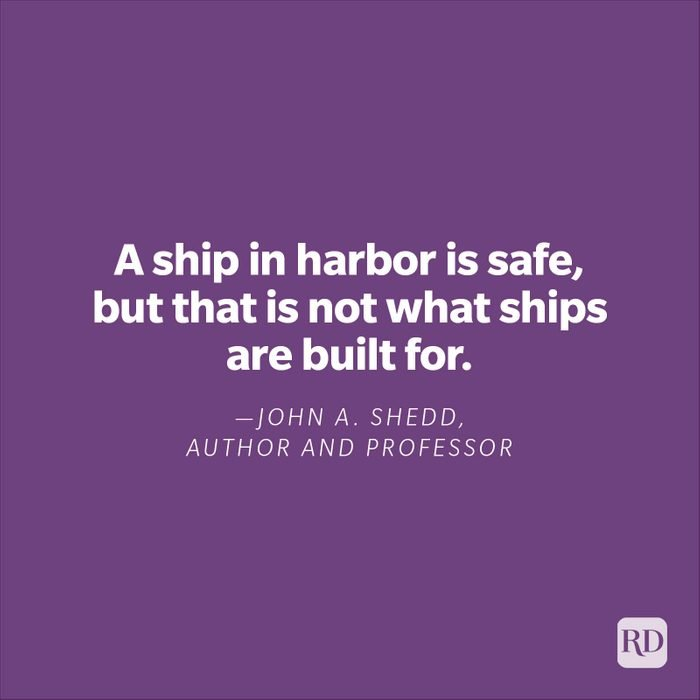 A ship in harbor is safe,
but that is not what ships
are built for.
—JOHN A. SHEDD,
AUTHOR AND PROFESSOR
RD